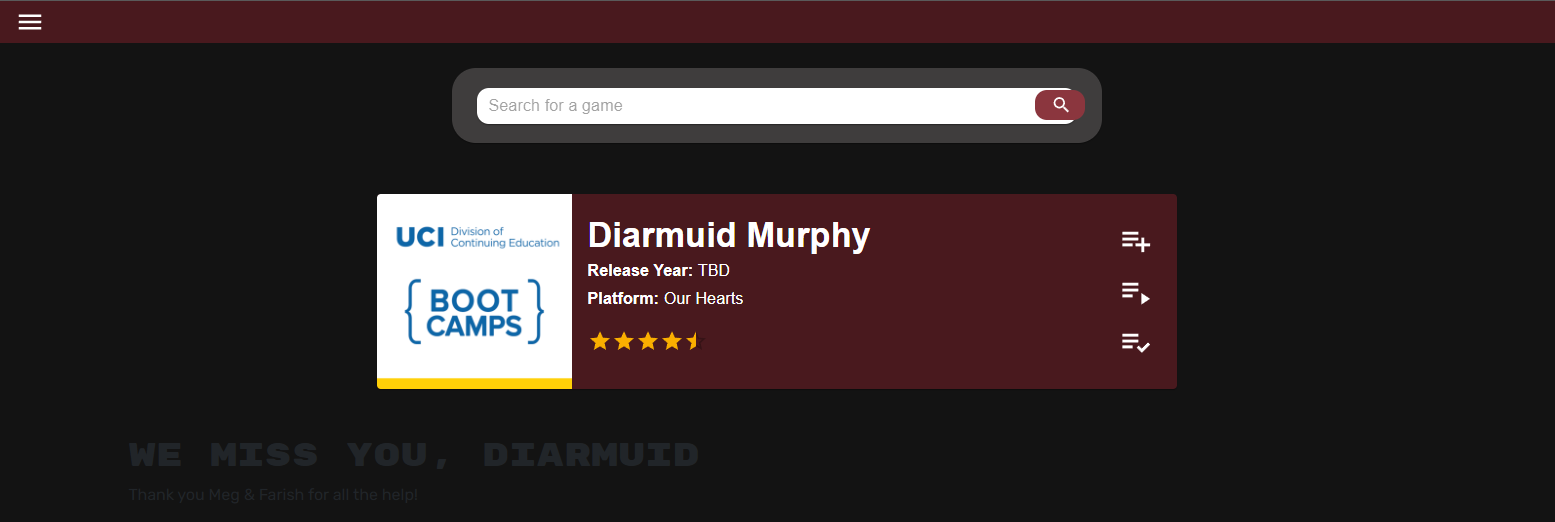 Search for a game
UCI Division of
Continuing Education
{ BOOT
CAMPS }
Diarmuid Murphy
Release Year: TBD
Platform: Our Hearts
WE MISS YOU, DIARMUID
Thank you Meg & Farish for all the help!